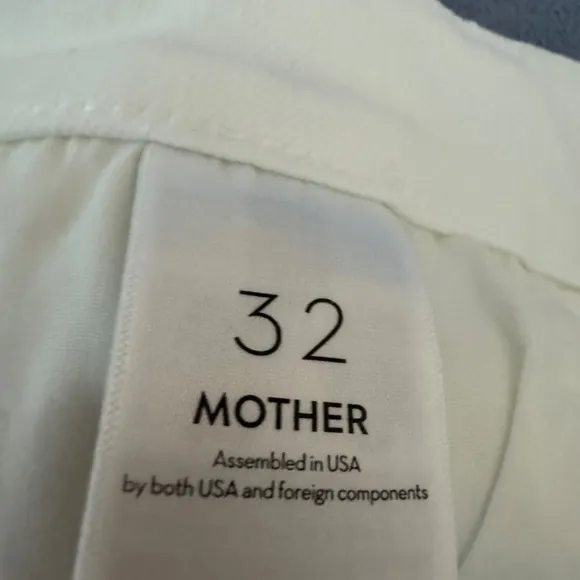 32
MOTHER
Assembled in USA
by both USA and foreign components